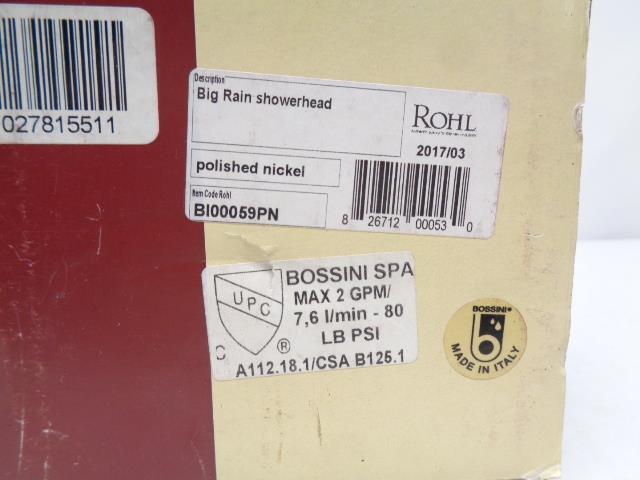 027815511
Description
Big Rain showerhead
ROHL
2017/03
polished nickel
Item Code Rohl
BI00059PN
8 26712 00053 0
UPC
®
C
BOSSINI SPA
MAX 2 GPM/
7,6 l/min - 80
LB PSI
A112.18.1/CSA B125.1
BOSSINI®
b
MADE IN ITALY